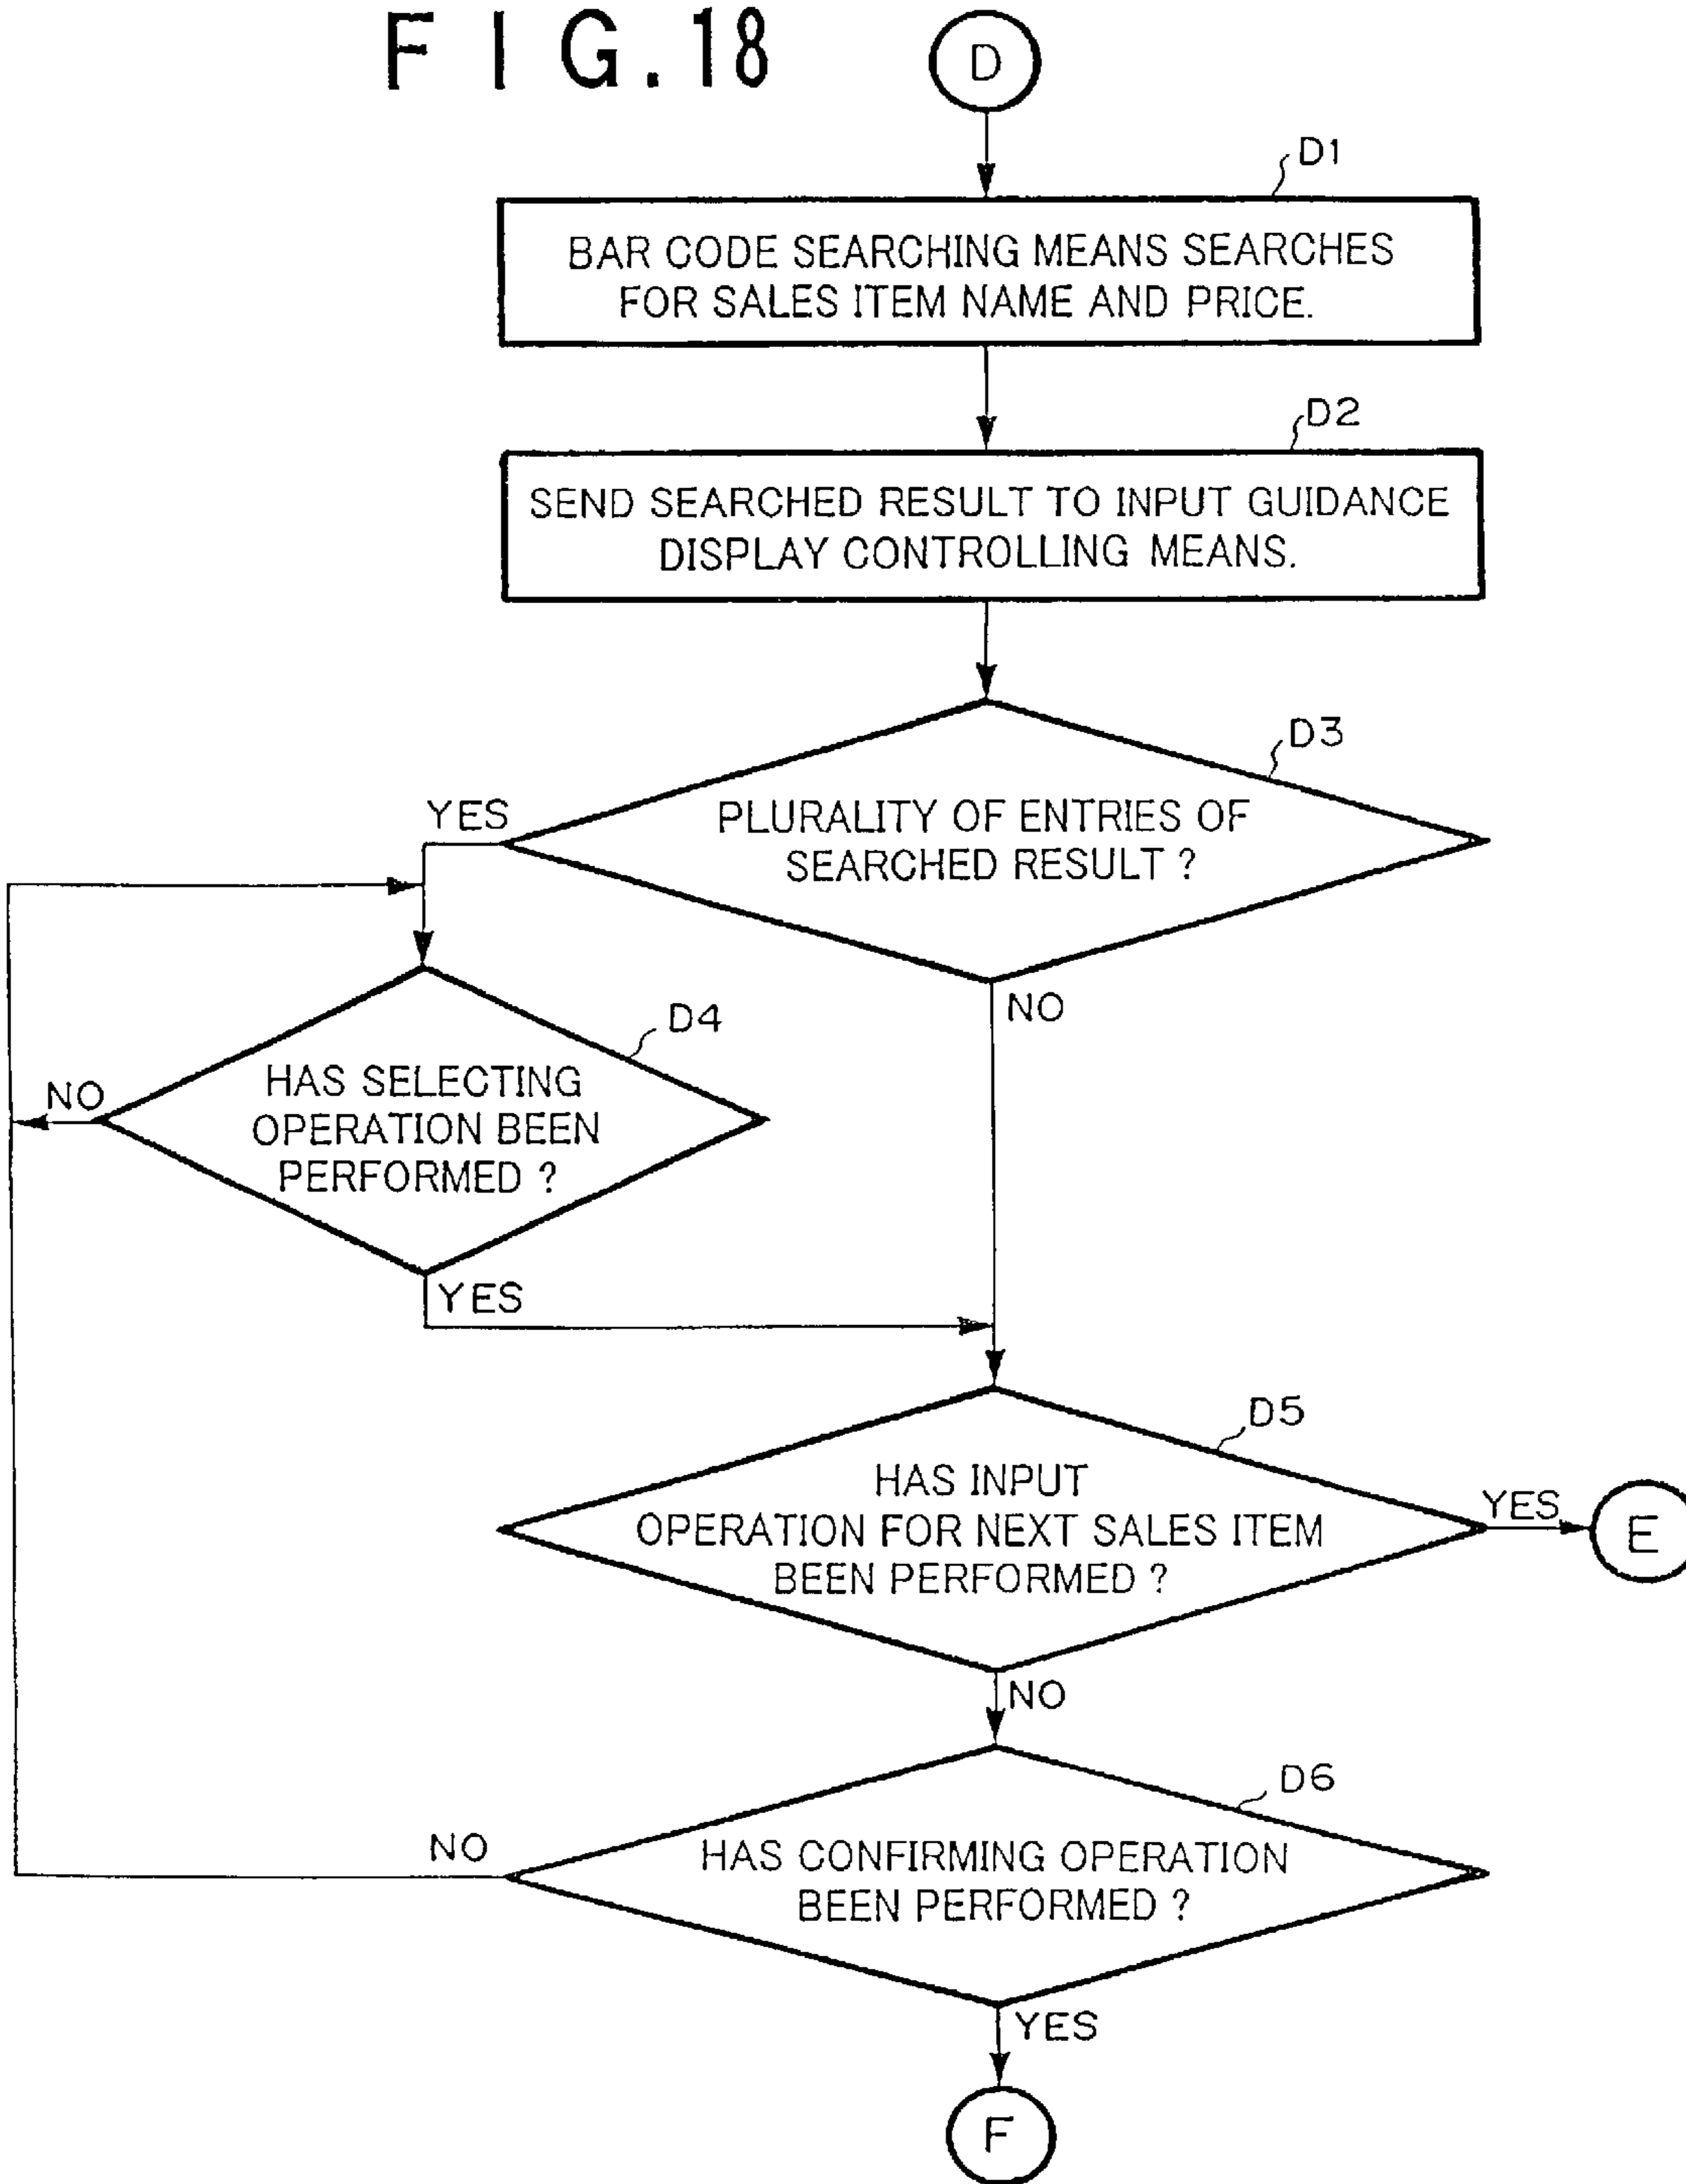 FIG.18
D
D1
BAR CODE SEARCHING MEANS SEARCHES
FOR SALES ITEM NAME AND PRICE.
D2
SEND SEARCHED RESULT TO INPUT GUIDANCE
DISPLAY CONTROLLING MEANS.
D3
YES
PLURALITY OF ENTRIES OF
SEARCHED RESULT ?
NO
D4
NO
HAS SELECTING
OPERATION BEEN
PERFORMED ?
YES
D5
HAS INPUT
OPERATION FOR NEXT SALES ITEM
BEEN PERFORMED ?
YES
E
NO
D6
NO
HAS CONFIRMING OPERATION
BEEN PERFORMED ?
YES
F